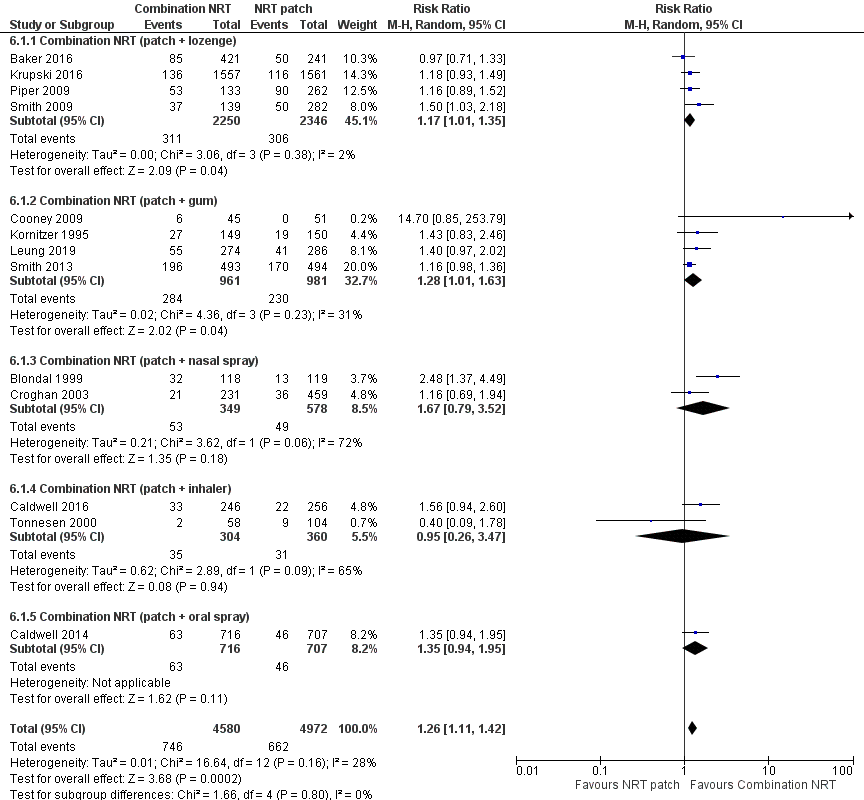 Combination NRT NRT patch Risk Ratio Risk Ratio
Study or Subgroup Events Total Events Total Weight M-H, Random, 95% CI M-H, Random, 95% CI
6.1.1 Combination NRT (patch + lozenge)
Baker 2016 85 421 50 241 10.3% 0.97 [0.71, 1.33]
Krupski 2016 136 1557 116 1561 14.3% 1.18 [0.93, 1.49]
Piper 2009 53 133 90 262 12.5% 1.16 [0.89, 1.52]
Smith 2009 37 139 50 282 8.0% 1.50 [1.03, 2.18]
Subtotal (95% CI) 2250 2346 45.1% 1.17 [1.01, 1.35]
Total events 311 306
Heterogeneity: Tau² = 0.00; Chi² = 3.06, df = 3 (P = 0.38); I² = 2%
Test for overall effect: Z = 2.09 (P = 0.04)
6.1.2 Combination NRT (patch + gum)
Cooney 2009 6 45 0 51 0.2% 14.70 [0.85, 253.79]
Kornitzer 1995 27 149 19 150 4.4% 1.43 [0.83, 2.46]
Leung 2019 55 274 41 286 8.1% 1.40 [0.97, 2.02]
Smith 2013 196 493 170 494 20.0% 1.16 [0.98, 1.36]
Subtotal (95% CI) 961 981 32.7% 1.28 [1.01, 1.63]
Total events 284 230
Heterogeneity: Tau² = 0.02; Chi² = 4.36, df = 3 (P = 0.23); I² = 31%
Test for overall effect: Z = 2.02 (P = 0.04)
6.1.3 Combination NRT (patch + nasal spray)
Blondal 1999 32 118 13 119 3.7% 2.48 [1.37, 4.49]
Croghan 2003 21 231 36 459 4.8% 1.16 [0.69, 1.94]
Subtotal (95% CI) 349 578 8.5% 1.67 [0.79, 3.52]
Total events 53 49
Heterogeneity: Tau² = 0.21; Chi² = 3.62, df = 1 (P = 0.06); I² = 72%
Test for overall effect: Z = 1.35 (P = 0.18)
6.1.4 Combination NRT (patch + inhaler)
Caldwell 2016 33 246 22 256 4.8% 1.56 [0.94, 2.60]
Tonnesen 2000 2 58 9 104 0.7% 0.40 [0.09, 1.78]
Subtotal (95% CI) 304 360 5.5% 0.95 [0.26, 3.47]
Total events 35 31
Heterogeneity: Tau² = 0.62; Chi² = 2.89, df = 1 (P = 0.09); I² = 65%
Test for overall effect: Z = 0.08 (P = 0.94)
6.1.5 Combination NRT (patch + oral spray)
Caldwell 2014 63 716 46 707 8.2% 1.35 [0.94, 1.95]
Subtotal (95% CI) 716 707 8.2% 1.35 [0.94, 1.95]
Total events 63 46
Heterogeneity: Not applicable
Test for overall effect: Z = 1.62 (P = 0.11)
Total (95% CI) 4580 4972 100.0% 1.26 [1.11, 1.42]
Total events 746 662
Heterogeneity: Tau² = 0.01; Chi² = 16.64, df = 12 (P = 0.16); I² = 28%
Test for overall effect: Z = 3.68 (P = 0.0002)
Test for subgroup differences: Chi² = 1.66, df = 4 (P = 0.80), I² = 0%
0.01 0.1 1 10 100
Favours NRT patch Favours Combination NRT